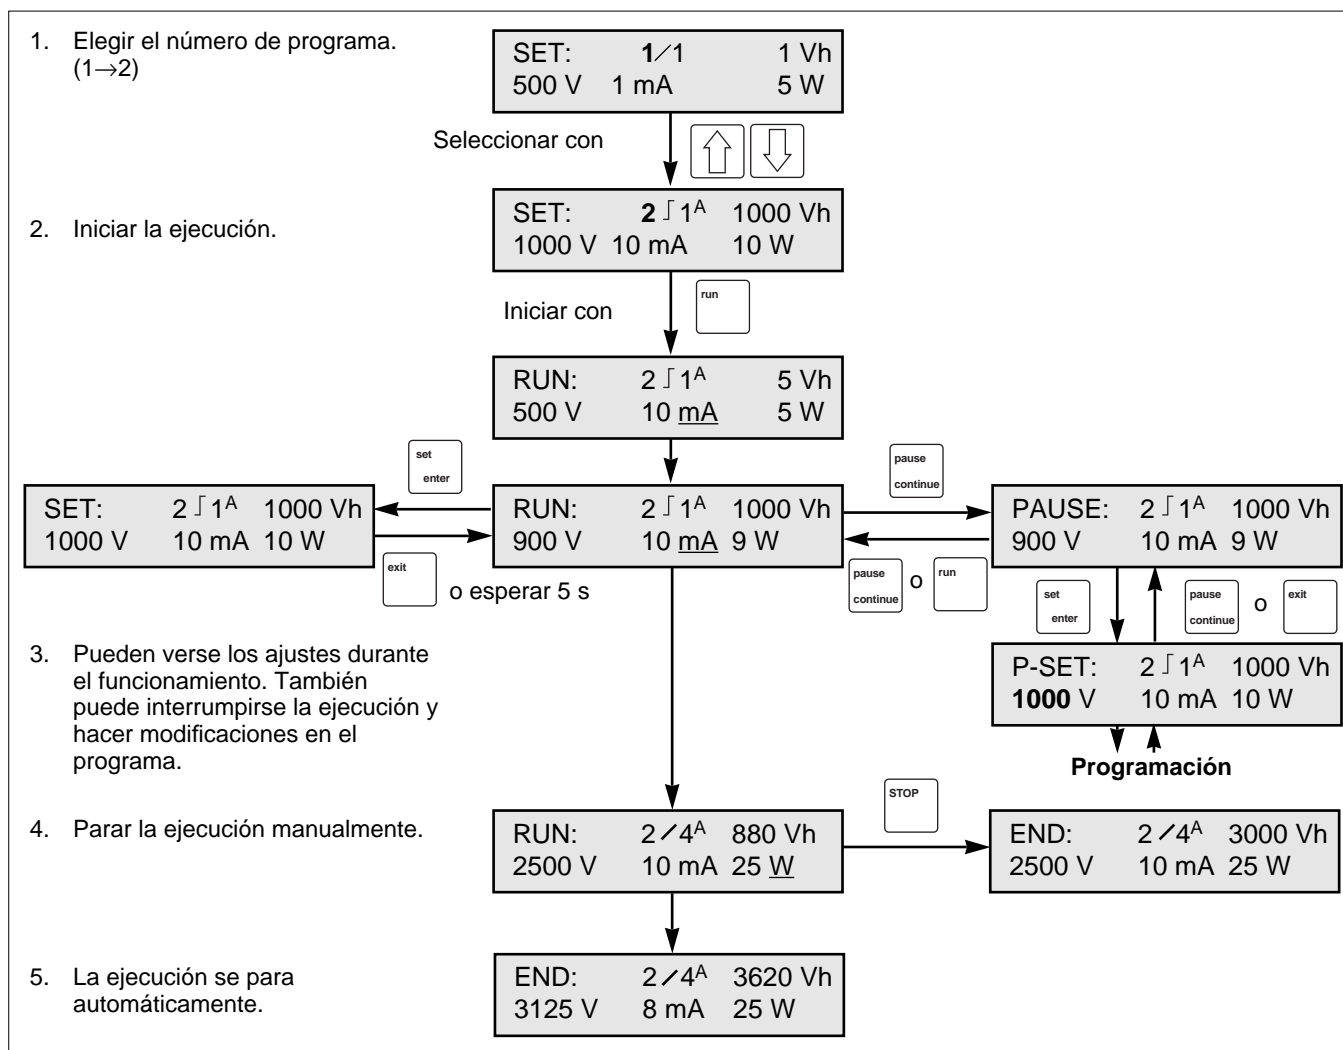 1. Elegir el número de programa.
(1→2)
SET: 1/1 1 Vh
500 V 1 mA 5 W
Seleccionar con
SET: 2 ⌡ 1ᴬ 1000 Vh
1000 V 10 mA 10 W
2. Iniciar la ejecución.
Iniciar con
run
RUN: 2 ⌡ 1ᴬ 5 Vh
500 V 10 mA 5 W
set
enter
pause
continue
SET: 2 ⌡ 1ᴬ 1000 Vh
1000 V 10 mA 10 W
RUN: 2 ⌡ 1ᴬ 1000 Vh
900 V 10 mA 9 W
PAUSE: 2 ⌡ 1ᴬ 1000 Vh
900 V 10 mA 9 W
exit
o esperar 5 s
pause
continue
o
run
set
enter
pause
continue
o
exit
3. Pueden verse los ajustes durante
el funcionamiento. También
puede interrumpirse la ejecución y
hacer modificaciones en el
programa.
P-SET: 2 ⌡ 1ᴬ 1000 Vh
1000 V 10 mA 10 W
Programación
4. Parar la ejecución manualmente.
RUN: 2/4ᴬ 880 Vh
2500 V 10 mA 25 W
STOP
END: 2/4ᴬ 3000 Vh
2500 V 10 mA 25 W
5. La ejecución se para
automáticamente.
END: 2/4ᴬ 3620 Vh
3125 V 8 mA 25 W